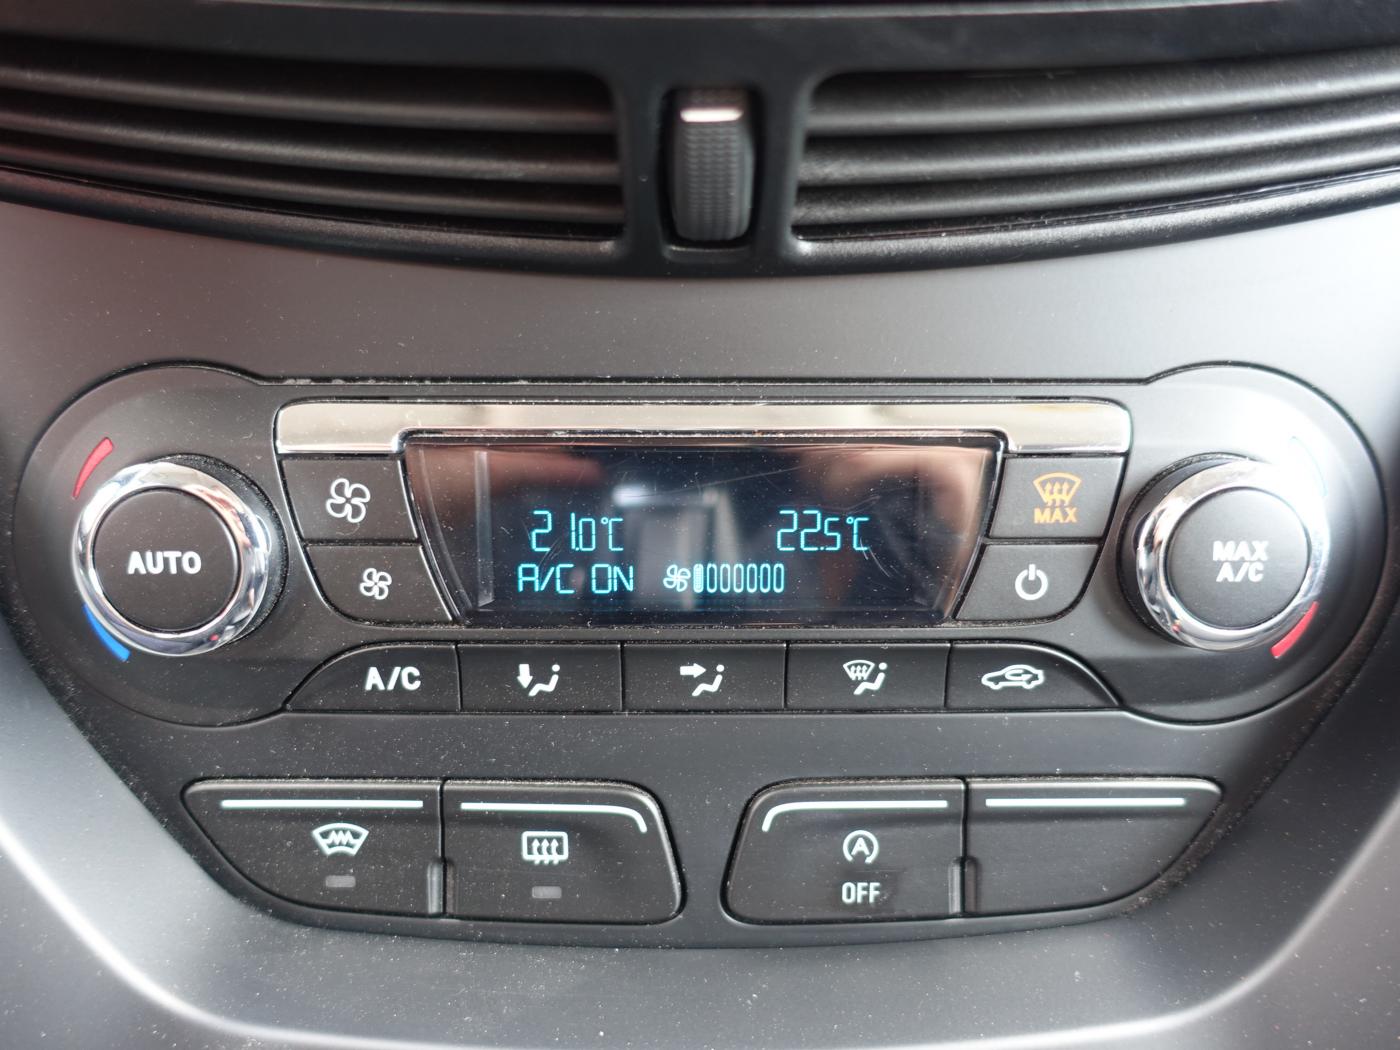 21.0°C 22.5°C
A/C ON
AUTO
MAX
MAX
A/C
A/C
A
OFF